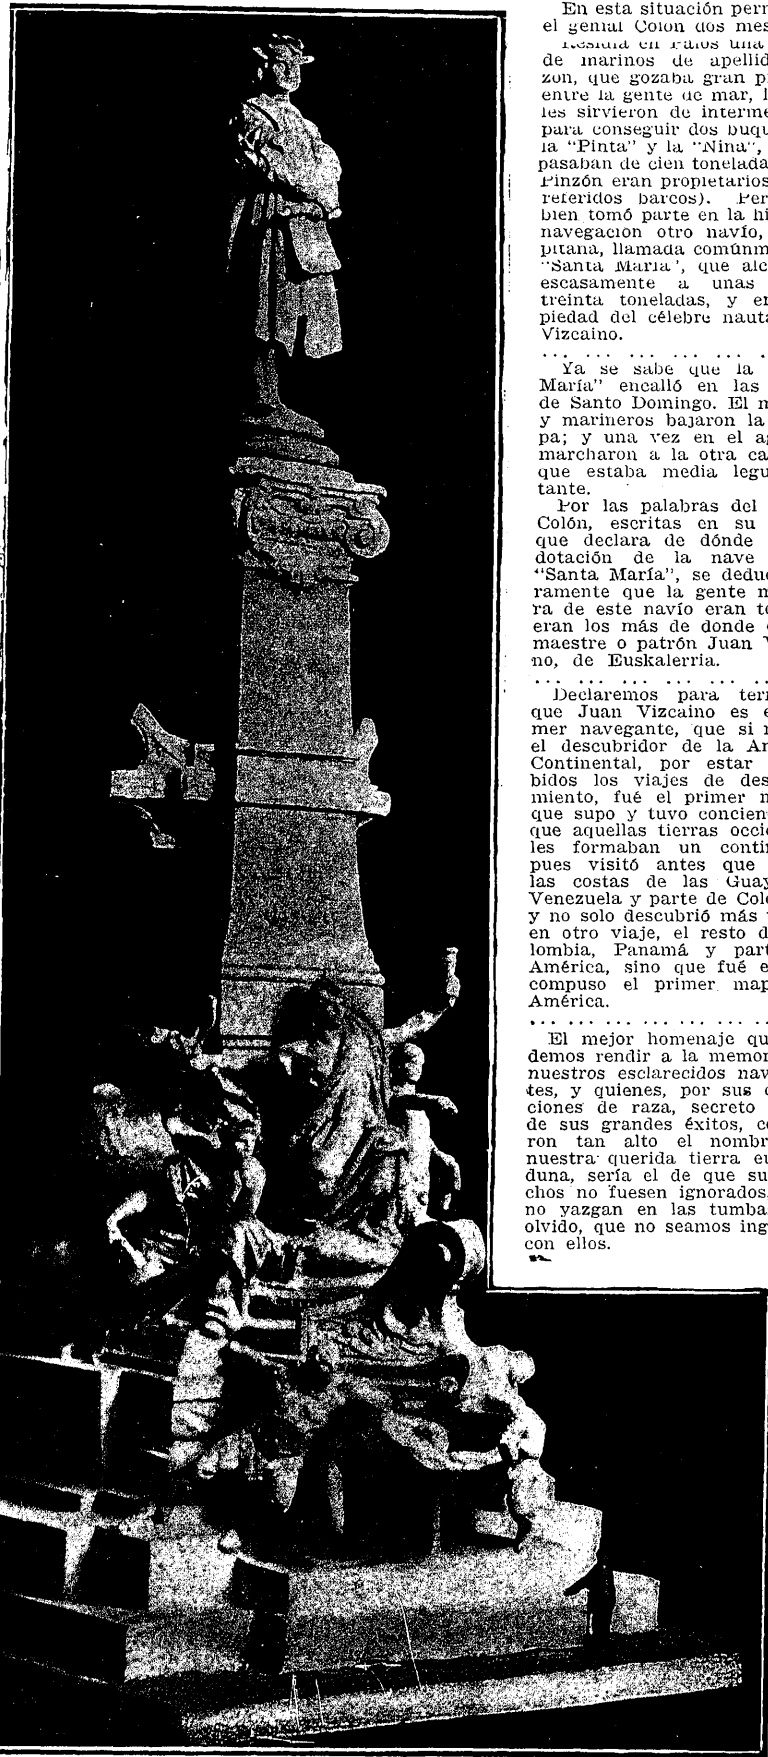 En esta situación perm
el genial Colón dos mes
Residía en Palos una
de marinos de apellid
zón, que gozaba gran p
entre la gente de mar, l
les sirvieron de interme
para conseguir dos buqu
la "Pinta" y la "Nina",
pasaban de cien tonelada
Pinzón eran propietarios
referidos barcos). Per
bien tomó parte en la hi
navegación otro navío,
pitana, llamada comúnm
"Santa María", que alc
escasamente a unas
treinta toneladas, y er
piedad del célebre nauta
Vizcaino.
... ... ... ... ... .
Ya se sabe que la
María" encalló en las
de Santo Domingo. El m
y marineros bajaron la
pa; y una vez en el ag
marcharon a la otra ca
que estaba media legu
tante.
Por las palabras del
Colón, escritas en su
que declara de dónde
dotación de la nave
"Santa María", se deduc
ramente que la gente m
ra de este navío eran to
eran los más de donde
maestre o patrón Juan V
no, de Euskalerria.
... ... ... ... ... ...
Declaremos para terr
que Juan Vizcaino es e
mer navegante, que si n
el descubridor de la Am
Continental, por estar
bidos los viajes de des
miento, fué el primer n
que supo y tuvo concien
que aquellas tierras occi
les formaban un contin
pues visitó antes que
las costas de las Guay
Venezuela y parte de Colo
y no solo descubrió más
en otro viaje, el resto d
lombia, Panamá y part
América, sino que fué e
compuso el primer map
América.
... ... ... ... ... ...
El mejor homenaje qu
demos rendir a la memor
nuestros esclarecidos nav
tes, y quienes, por sus c
ciones de raza, secreto
de sus grandes éxitos, co
ron tan alto el nombr
nuestra querida tierra eu
duna, sería el de que su
chos no fuesen ignorados,
no yazgan en las tumba
olvido, que no seamos ing
con ellos.